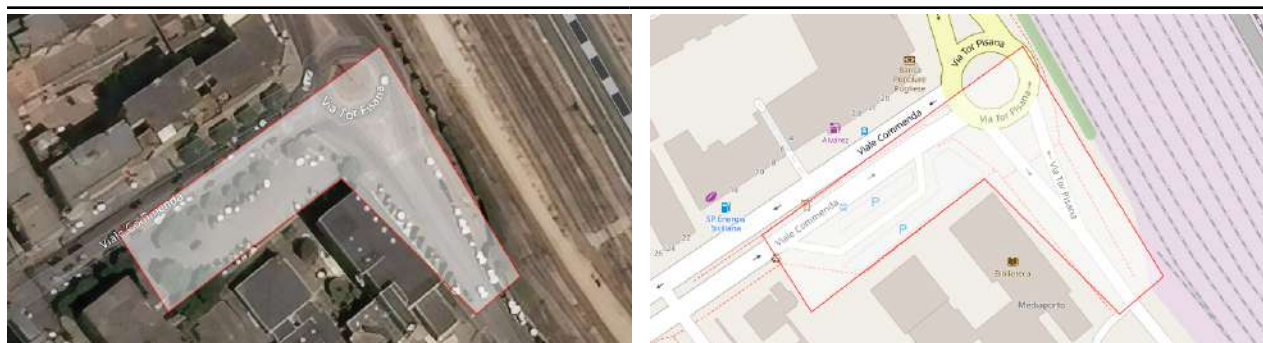 Via Tor Pisana
Viale Commenda
Via Tor Pisana
Banca
Popolare
Pugliese
Via Tor Pisana
Viale Commenda
Alvarez
Via Tor Pisana
SP Energia
Siciliana
Viale Commenda
P
P
Biblioteca
Mediaporto